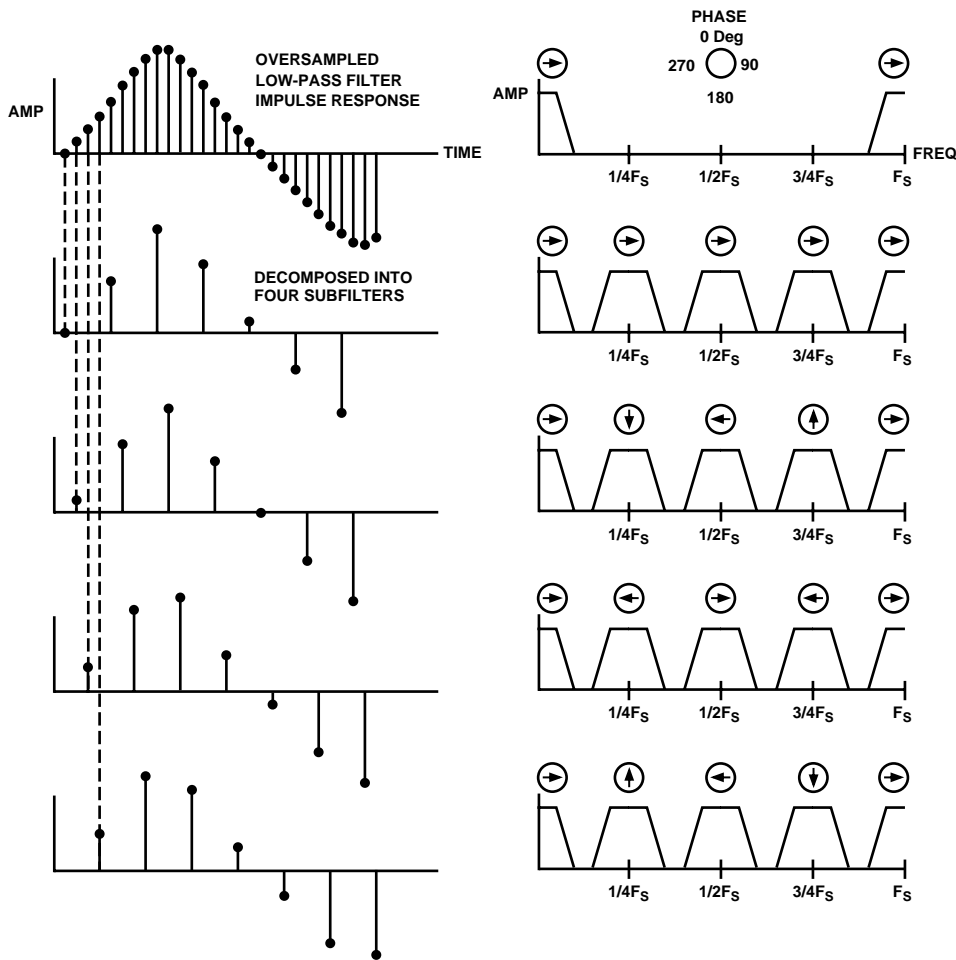 OVERSAMPLED
LOW-PASS FILTER
IMPULSE RESPONSE
AMP
TIME
PHASE
0 Deg
270 90
180
AMP
FREQ
1/4FS 1/2FS 3/4FS FS
DECOMPOSED INTO
FOUR SUBFILTERS
1/4FS 1/2FS 3/4FS FS
1/4FS 1/2FS 3/4FS FS
1/4FS 1/2FS 3/4FS FS
1/4FS 1/2FS 3/4FS FS